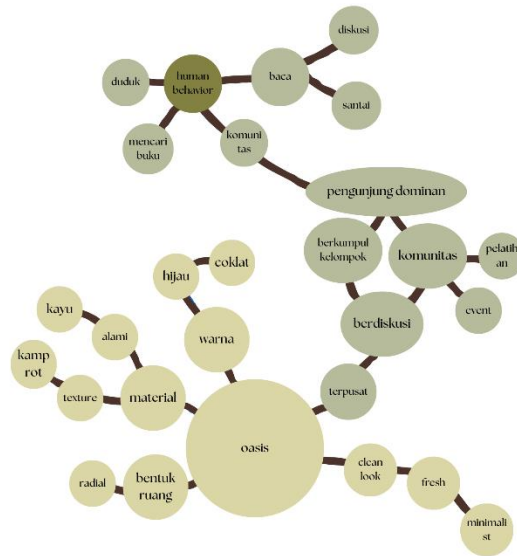 diskusi
human
behavior
baca
duduk
santai
mencari
buku
komuni
tas
pengunjung dominan
berkumpul
kelompok
komunitas
pelatih
an
event
hijau
coklat
berdiskusi
kayu
alami
warna
kamp
rot
texture
material
terpusat
oasis
radial
bentuk
ruang
clean
look
fresh
minimali
st